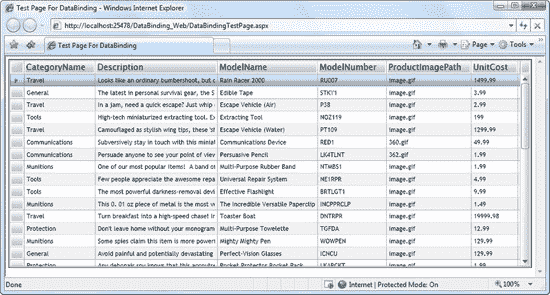 Test Page For DataBinding - Windows Internet Explorer
http://localhost:25478/DataBinding_Web/DataBindingTestPage.aspx
Test Page For DataBinding
Page Tools
CategoryName Description ModelName ModelNumber ProductImagePath UnitCost
Travel Looks like an ordinary bumbershoot, but Rain Racer 2000 RU007 image.gif 1499.99
General The latest in personal survival gear, the Edible Tape STKY1 image.gif 3.99
Travel In a jam, need a quick escape? Just whip Escape Vehicle (Air) P38 image.gif 2.99
Tools High-tech miniaturized extracting tool. Extracting Tool NOZ119 image.gif 199
Travel Camouflaged as stylish wing tips, these Escape Vehicle (Water) PT109 image.gif 1299.99
Communications Subversively stay in touch with this miniat Communications Device RED1 360.gif 49.99
Communications Persuade anyone to see your point of view Persuasive Pencil LK4TLNT 362.gif 1.99
Munitions One of our most popular items! A band o Multi-Purpose Rubber Band NTMBS1 image.gif 1.99
Tools Few people appreciate the awesome repa Universal Repair System NE1RPR image.gif 4.99
Tools The most powerful darkness-removal devi Effective Flashlight BRTLGT1 image.gif 9.99
Munitions This 0. 01 oz piece of metal is the most v The Incredible Versatile Paperclip INCPPRCLP image.gif 1.49
Travel Turn breakfast into a high-speed chase! I Toaster Boat DNTRPR image.gif 19999.98
Protection Don't leave home without your monogram Multi-Purpose Towelette TGFDA image.gif 12.99
Munitions Some spies claim this item is more powerf Mighty Mighty Pen WOWPEN image.gif 129.99
General Avoid painful and potentially devastating Perfect-Vision Glasses ICNCU image.gif 129.99
Protection Pocket Protector Rocket Pack image.gif 1.99
Done Internet | Protected Mode: On 100%